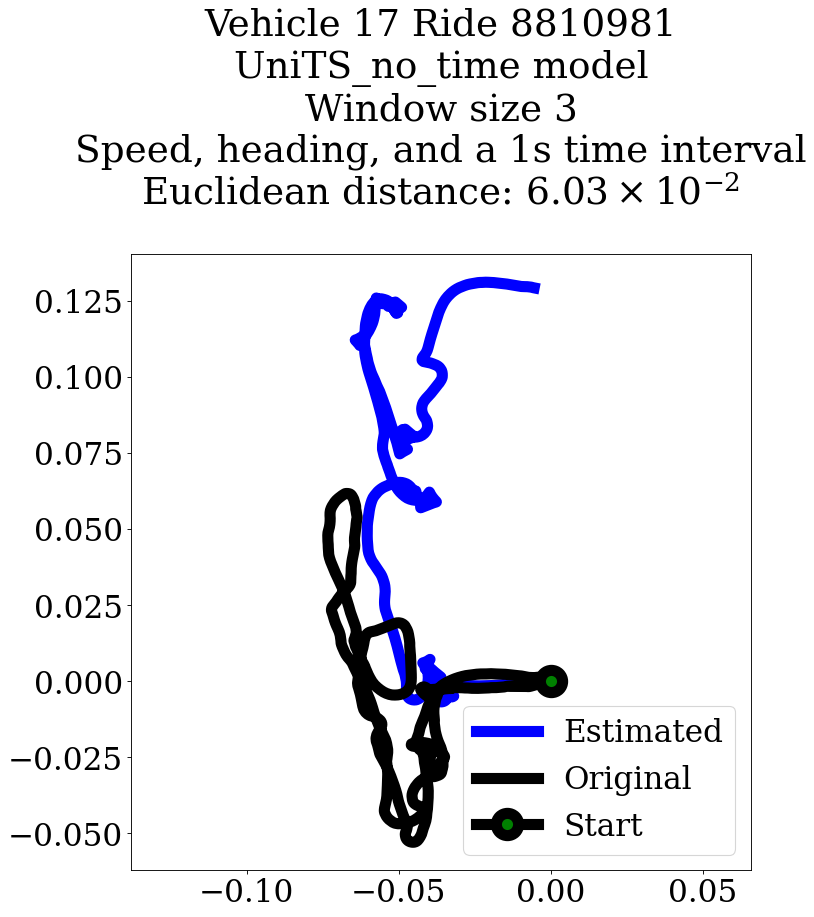 Vehicle 17 Ride 8810981
UniTS_no_time model
Window size 3
Speed, heading, and a 1s time interval
Euclidean distance: 6.03 × 10⁻²
0.125
0.100
0.075
0.050
0.025
0.000
−0.025
−0.050
Estimated
Original
Start
−0.10 −0.05 0.00 0.05